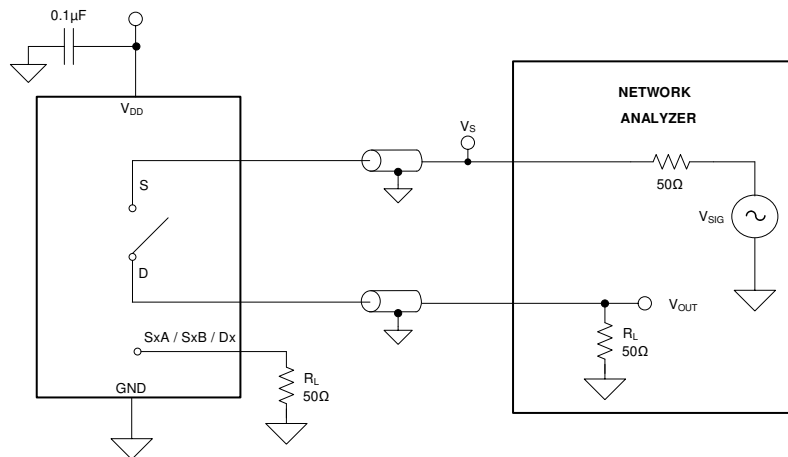 0.1µF
V_DD
NETWORK
ANALYZER
V_S
S
50Ω
V_SIG
D
V_OUT
SxA / SxB / Dx
R_L
50Ω
R_L
50Ω
GND